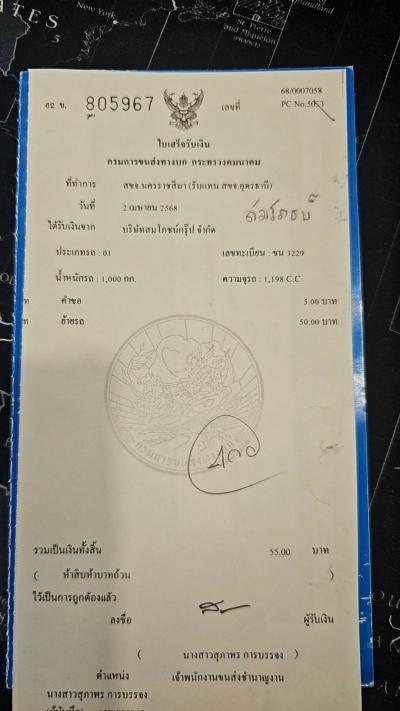 68/0007058
62 ข. 805967 เลขที่ PC No.5053
ใบเสร็จรับเงิน
กรมการขนส่งทางบก กระทรวงคมนาคม
ที่ทำการ สขจ.นครราชสีมา (รับแทน สขจ.อุดรธานี)
วันที่ 2 เมษายน 2568
ได้รับเงินจาก บริษัทสมโภชน์กรุ๊ป จำกัด
ประเภทรถ : 01 เลขทะเบียน : ขน 3229
น้ำหนักรถ : 1,000 กก. ความจุรถ : 1,198 C.C
คำขอ 5.00 บาท
ย้ายรถ 50.00 บาท
รวมเป็นเงินทั้งสิ้น 55.00 บาท
( ห้าสิบห้าบาทถ้วน )
ไว้เป็นการถูกต้องแล้ว
ลงชื่อ ผู้รับเงิน
( นางสาวสุภาพร การบรรจง )
ตำแหน่ง เจ้าพนักงานขนส่งชำนาญงาน
นางสาวสุภาพร การบรรจง